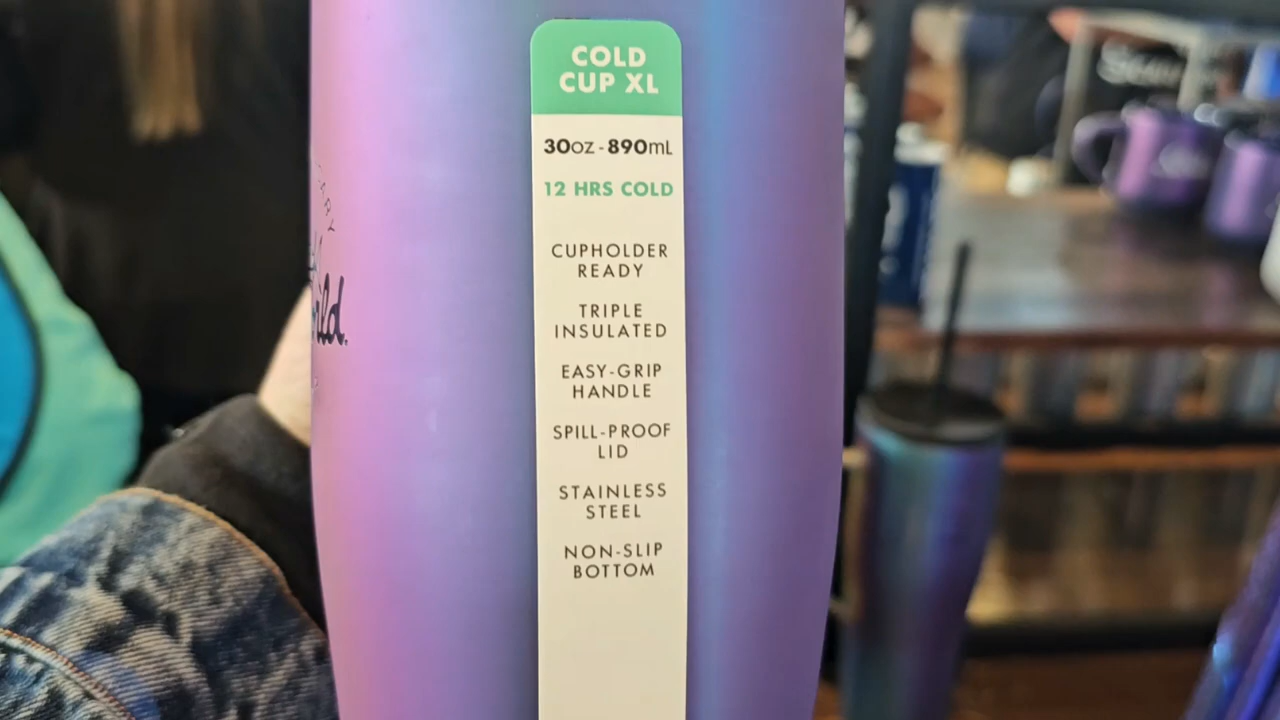 COLD
CUP XL
30oz - 890mL
12 HRS COLD
CUPHOLDER
READY
TRIPLE
INSULATED
EASY-GRIP
HANDLE
SPILL-PROOF
LID
STAINLESS
STEEL
NON-SLIP
BOTTOM